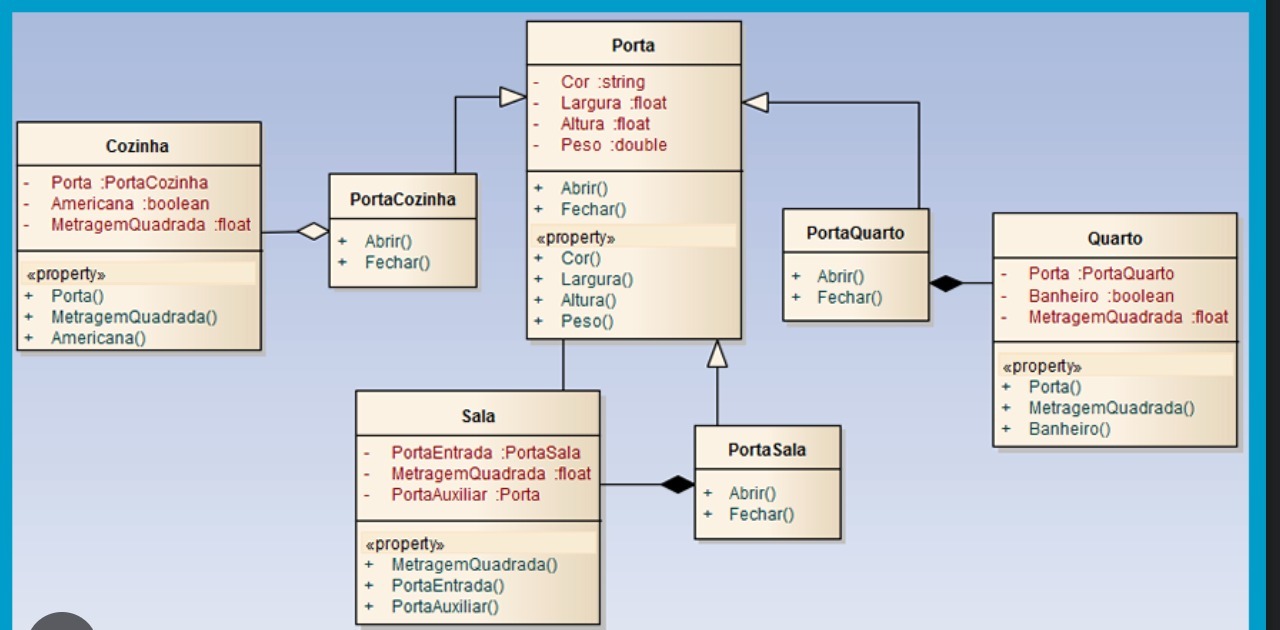 Porta
- Cor :string
- Largura :float
- Altura :float
- Peso :double
+ Abrir()
+ Fechar()
«property»
+ Cor()
+ Largura()
+ Altura()
+ Peso()
Cozinha
- Porta :PortaCozinha
- Americana :boolean
- MetragemQuadrada :float
«property»
+ Porta()
+ MetragemQuadrada()
+ Americana()
PortaCozinha
+ Abrir()
+ Fechar()
PortaQuarto
+ Abrir()
+ Fechar()
Quarto
- Porta :PortaQuarto
- Banheiro :boolean
- MetragemQuadrada :float
«property»
+ Porta()
+ MetragemQuadrada()
+ Banheiro()
Sala
- PortaEntrada :PortaSala
- MetragemQuadrada :float
- PortaAuxiliar :Porta
«property»
+ MetragemQuadrada()
+ PortaEntrada()
+ PortaAuxiliar()
PortaSala
+ Abrir()
+ Fechar()